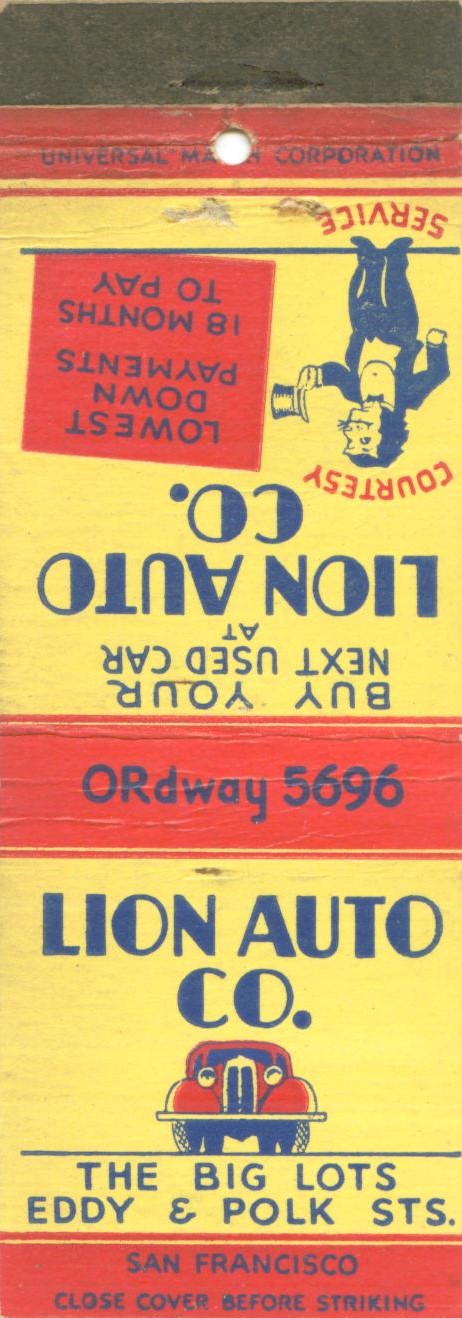 UNIVERSAL MATCH CORPORATION
BUY YOUR
NEXT USED CAR
AT
LION AUTO
CO.
COURTESY
LOWEST
DOWN
PAYMENTS
18 MONTHS
TO PAY
SERVICE
ORdway 5696
LION AUTO
CO.
THE BIG LOTS
EDDY & POLK STS.
SAN FRANCISCO
CLOSE COVER BEFORE STRIKING